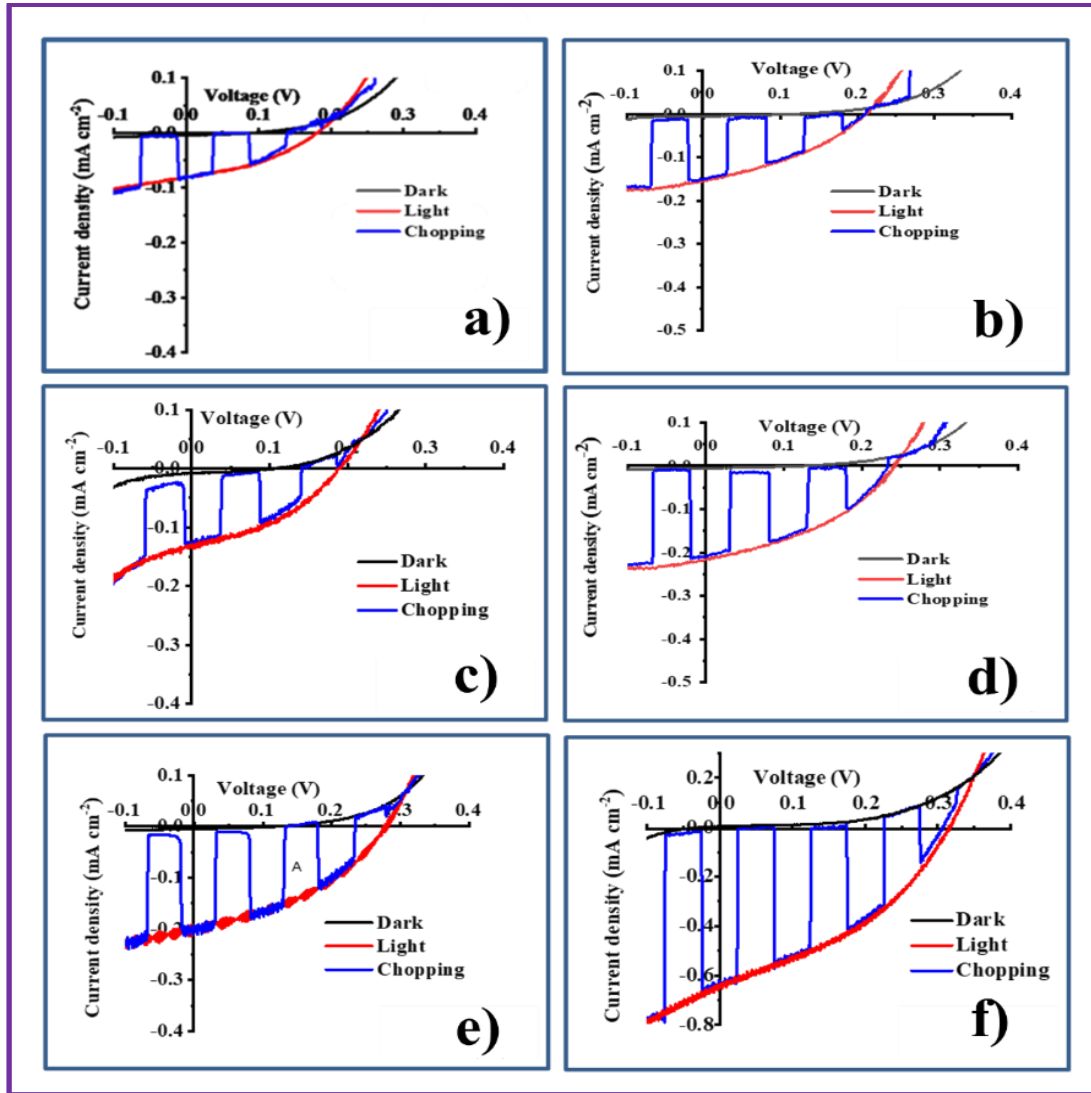 0.1
Voltage (V)
-0.1 0.0 0.1 0.2 0.3 0.4
-0.1
-0.2
-0.3
-0.4
Current density (mA cm-2)
Dark
Light
Chopping
a)
0.1
Voltage (V)
-0.1 0.0 0.1 0.2 0.3 0.4
-0.1
-0.2
-0.3
-0.4
-0.5
Current density (mA cm-2)
Dark
Light
Chopping
b)
0.1
Voltage (V)
-0.1 0.0 0.1 0.2 0.3 0.4
-0.1
-0.2
-0.3
-0.4
Current density (mA cm-2)
Dark
Light
Chopping
c)
0.1
Voltage (V)
-0.1 0.0 0.1 0.2 0.3 0.4
-0.1
-0.2
-0.3
-0.4
-0.5
Current density (mA cm-2)
Dark
Light
Chopping
d)
0.1
Voltage (V)
-0.1 0.0 0.1 0.2 0.3 0.4
-0.1
-0.2
-0.3
-0.4
A
Current density (mA cm-2)
Dark
Light
Chopping
e)
0.2
Voltage (V)
-0.1 0.0 0.1 0.2 0.3 0.4
-0.2
-0.4
-0.6
-0.8
Current density (mA cm-2)
Dark
Light
Chopping
f)